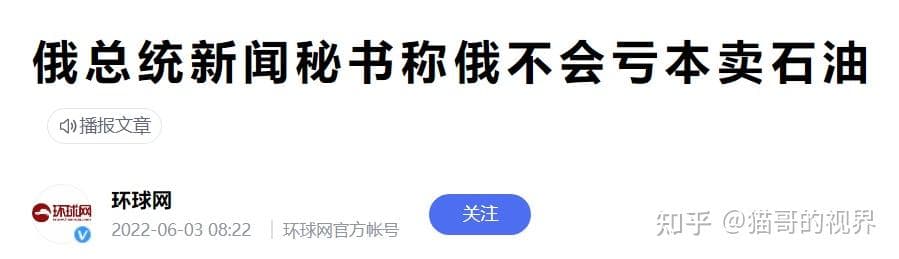 俄总统新闻秘书称俄不会亏本卖石油
播报文章
环球网
环球网
2022-06-03 08:22
环球网官方帐号
关注
知乎 @猫哥的视界